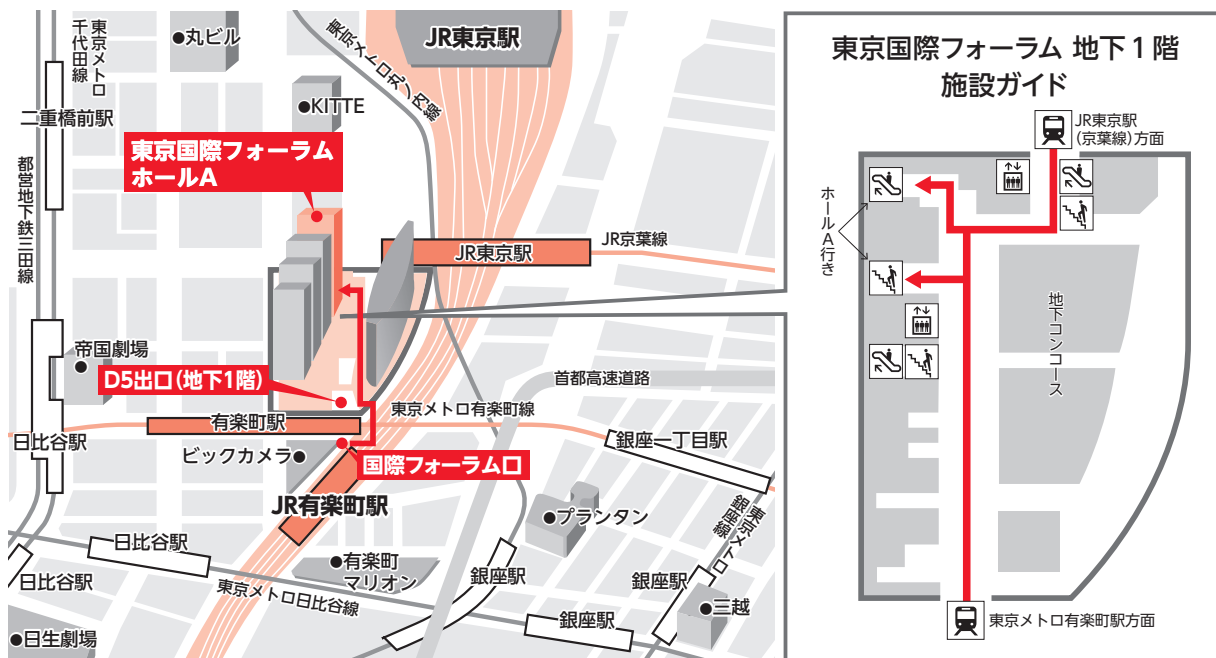 東京メトロ
千代田線
●丸ビル
東京メトロ丸ノ内線
JR東京駅
二重橋前駅
●KITTE
東京国際フォーラム
ホールA
都営地下鉄三田線
JR東京駅
JR京葉線
帝国劇場
D5出口(地下1階)
首都高速道路
有楽町駅
東京メトロ有楽町線
日比谷駅
ビックカメラ●
国際フォーラム口
銀座一丁目駅
JR有楽町駅
●プランタン
東京メトロ
銀座線
日比谷駅
日比谷駅
●有楽町
マリオン
東京メトロ日比谷線
銀座駅
銀座駅
銀座駅
●三越
●日生劇場
東京国際フォーラム 地下1階
施設ガイド
JR東京駅
(京葉線)方面
ホールA行き
地下コンコース
東京メトロ有楽町駅方面